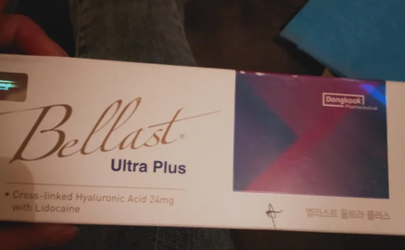 Bellast®
Ultra Plus
• Cross-linked Hyaluronic Acid 24mg
with Lidocaine
Dongkook
Pharmaceutical
벨라스트 울트라 플러스